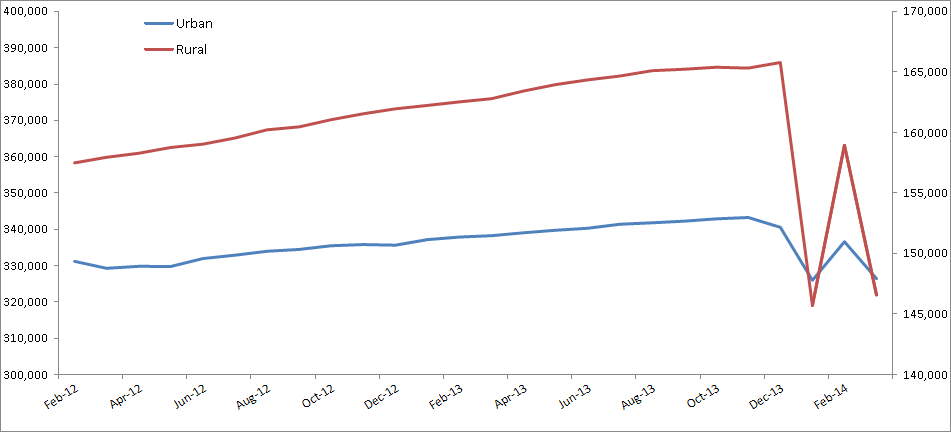 400,000
390,000
380,000
370,000
360,000
350,000
340,000
330,000
320,000
310,000
300,000
Urban
Rural
170,000
165,000
160,000
155,000
150,000
145,000
140,000
Feb-12
Apr-12
Jun-12
Aug-12
Oct-12
Dec-12
Feb-13
Apr-13
Jun-13
Aug-13
Oct-13
Dec-13
Feb-14